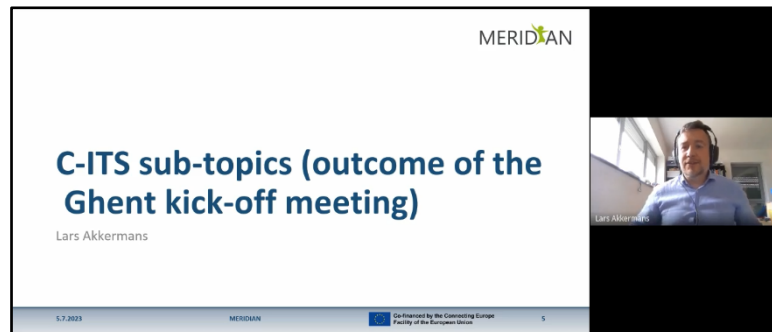 MERIDIAN
C-ITS sub-topics (outcome of the
Ghent kick-off meeting)
Lars Akkermans
Lars Akkermans
5.7.2023
MERIDIAN
Co-financed by the Connecting Europe
Facility of the European Union
5